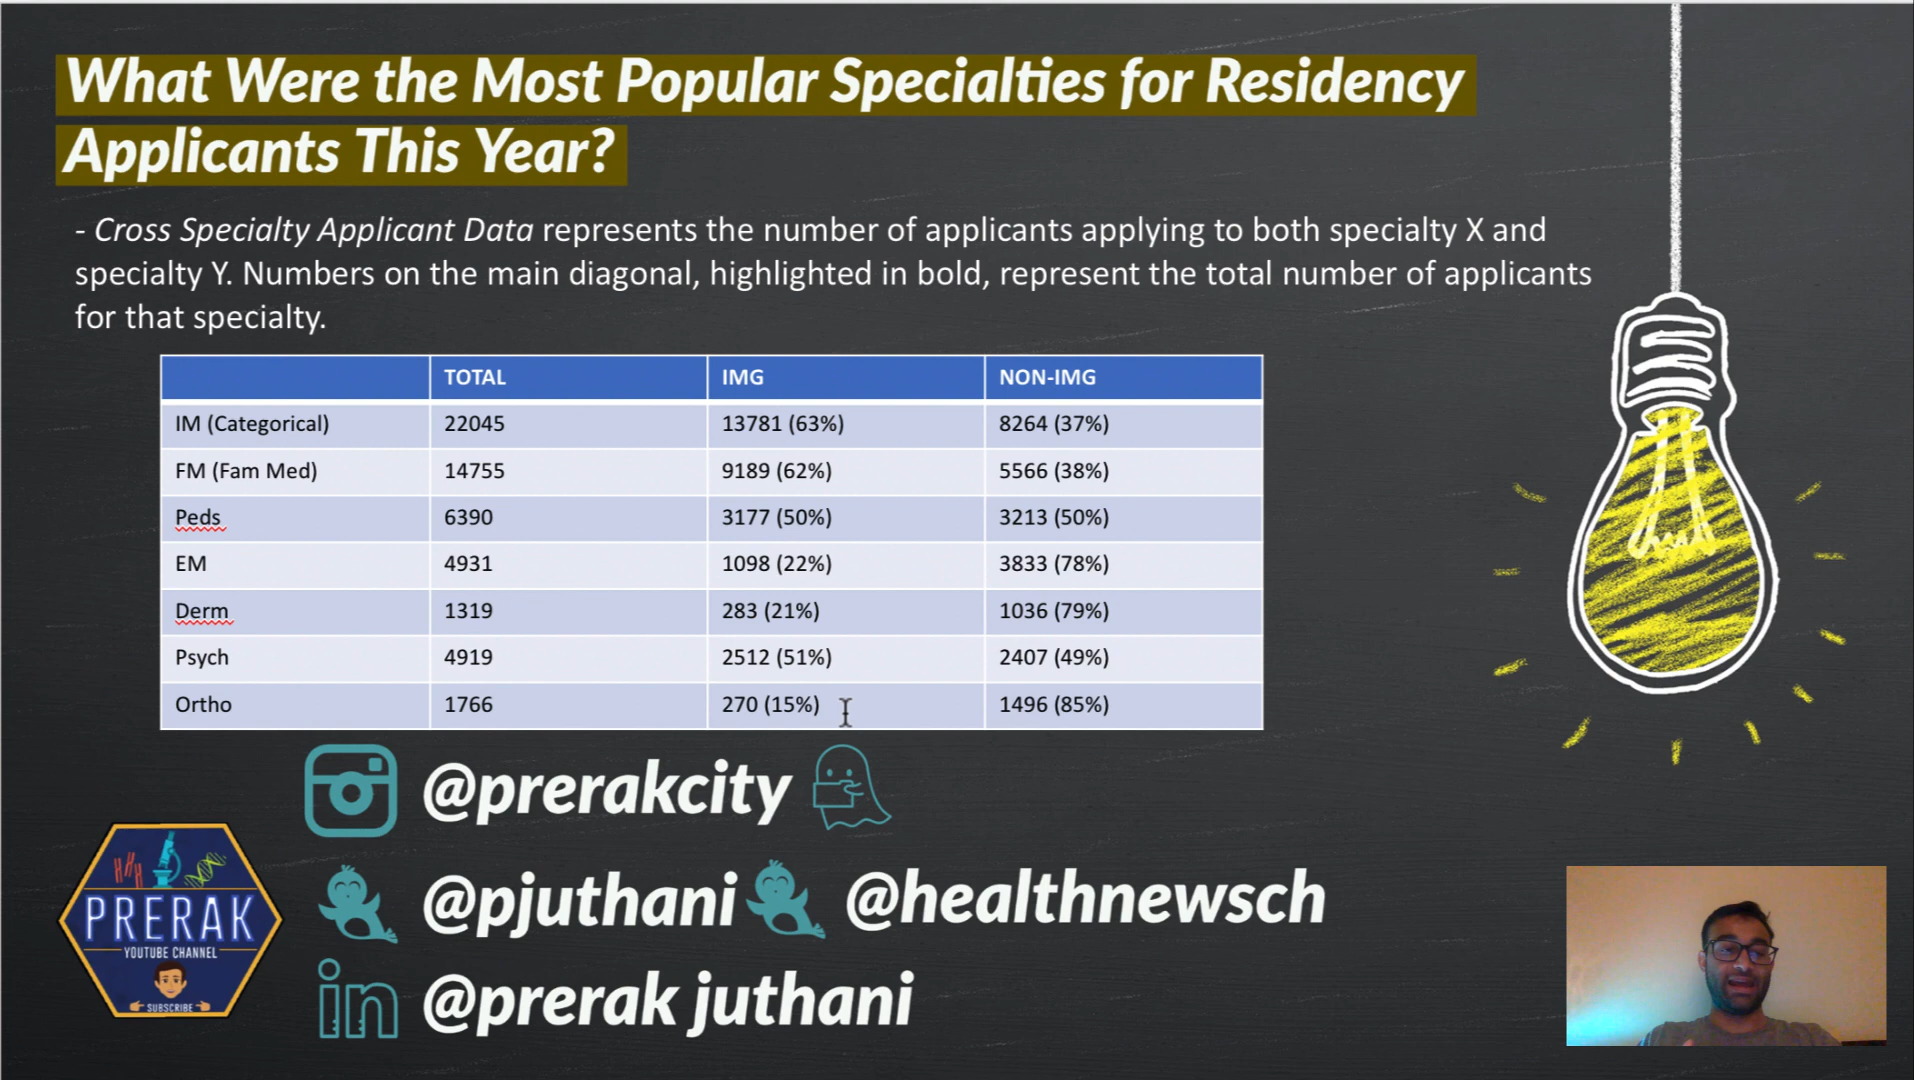 What Were the Most Popular Specialties for Residency
Applicants This Year?
- Cross Specialty Applicant Data represents the number of applicants applying to both specialty X and
specialty Y. Numbers on the main diagonal, highlighted in bold, represent the total number of applicants
for that specialty.
TOTAL IMG NON-IMG
IM (Categorical) 22045 13781 (63%) 8264 (37%)
FM (Fam Med) 14755 9189 (62%) 5566 (38%)
Peds 6390 3177 (50%) 3213 (50%)
EM 4931 1098 (22%) 3833 (78%)
Derm 1319 283 (21%) 1036 (79%)
Psych 4919 2512 (51%) 2407 (49%)
Ortho 1766 270 (15%) 1496 (85%)
@prerakcity
@pjuthani @healthnewsch
in @prerak juthani
PRERAK
YOUTUBE CHANNEL
SUBSCRIBE